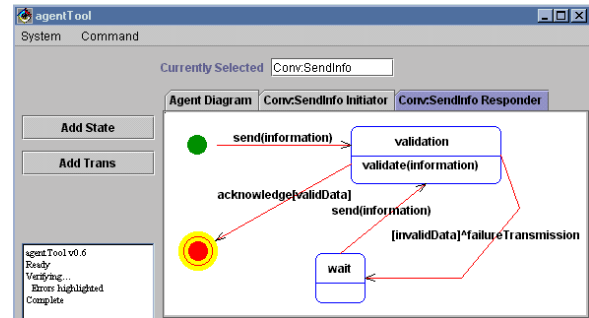 agentTool
System Command
Currently Selected Conv:SendInfo
Agent Diagram Conv:SendInfo Initiator Conv:SendInfo Responder
Add State
Add Trans
send(information)
validation
validate(information)
acknowledge[validData]
send(information)
[invalidData]^failureTransmission
wait
agentTool v0.6
Ready
Verifying...
Errors highlighted
Complete